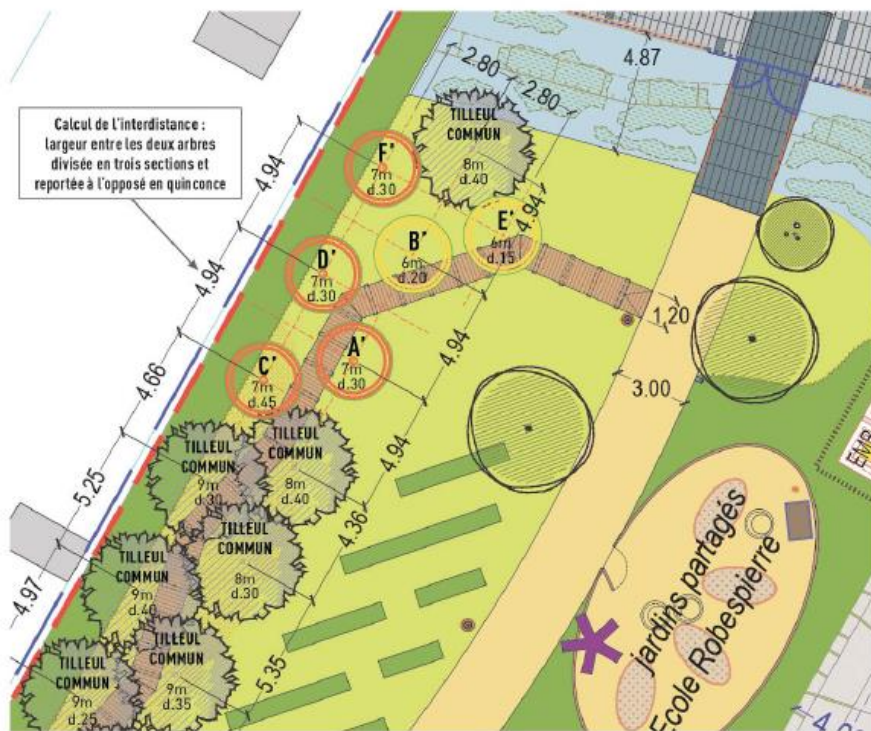 Calcul de l'interdistance :
largeur entre les deux arbres
divisée en trois sections et
reportée à l'opposé en quinconce
4.87
2.80
2.80
TILLEUL
COMMUN
8m
d.40
F'
7m
d.30
4.94
4.94
E'
6m
d.15
B'
6m
d.20
D'
7m
d.30
4.94
1.20
4.94
A'
7m
d.30
C'
7m
d.45
3.00
4.66
4.94
TILLEUL
COMMUN
9m
d.30
TILLEUL
COMMUN
8m
d.40
EMP
5.25
4.36
TILLEUL
COMMUN
8m
d.30
TILLEUL
COMMUN
9m
d.40
4.97
jardins partagés
Ecole Robespierre
TILLEUL
COMMUN
9m
d.35
TILLEUL
COMMUN
9m
d.25
5.35